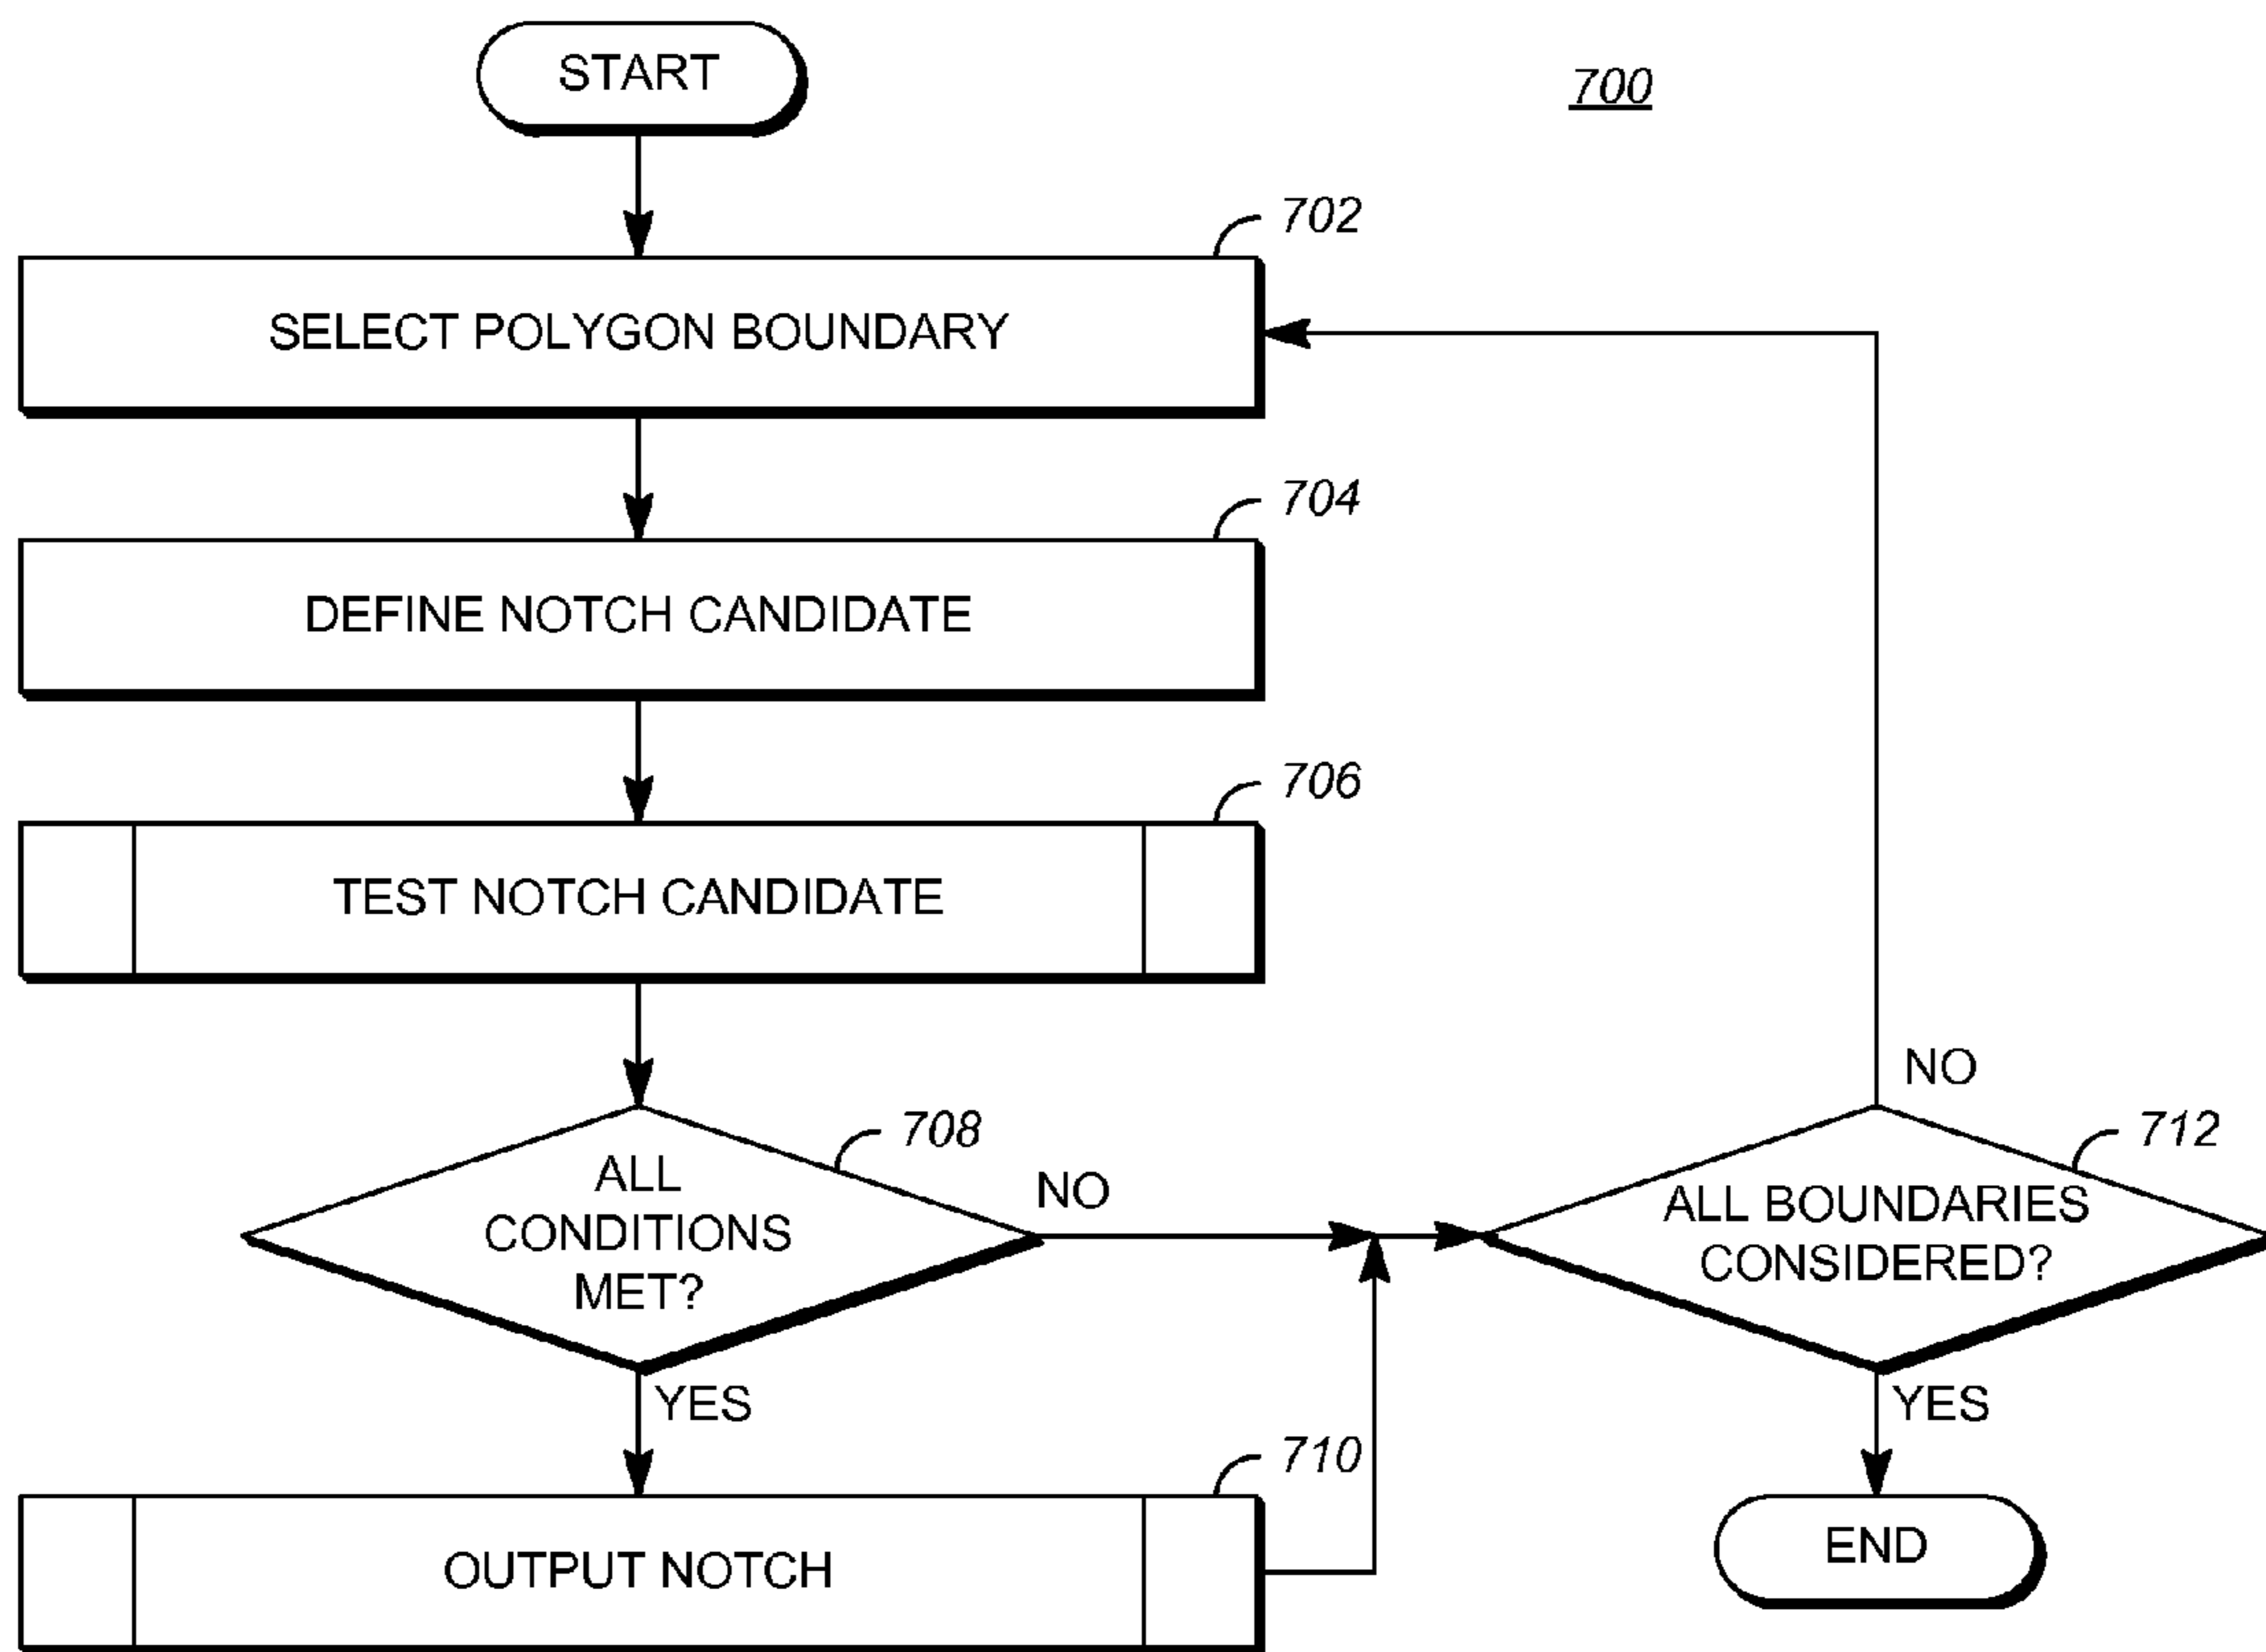 START
700
702
SELECT POLYGON BOUNDARY
704
DEFINE NOTCH CANDIDATE
706
TEST NOTCH CANDIDATE
708
ALL
CONDITIONS
MET?
NO
YES
710
OUTPUT NOTCH
NO
712
ALL BOUNDARIES
CONSIDERED?
YES
END